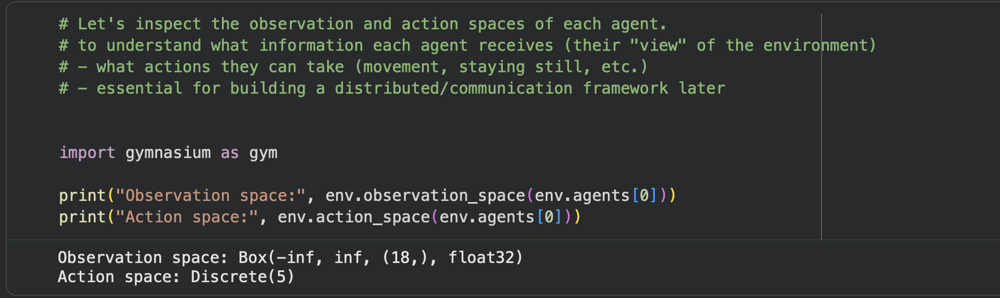 # Let's inspect the observation and action spaces of each agent.
# to understand what information each agent receives (their "view" of the environment)
# – what actions they can take (movement, staying still, etc.)
# – essential for building a distributed/communication framework later
import gymnasium as gym
print("Observation space:", env.observation_space(env.agents[0]))
print("Action space:", env.action_space(env.agents[0]))
Observation space: Box(-inf, inf, (18,), float32)
Action space: Discrete(5)